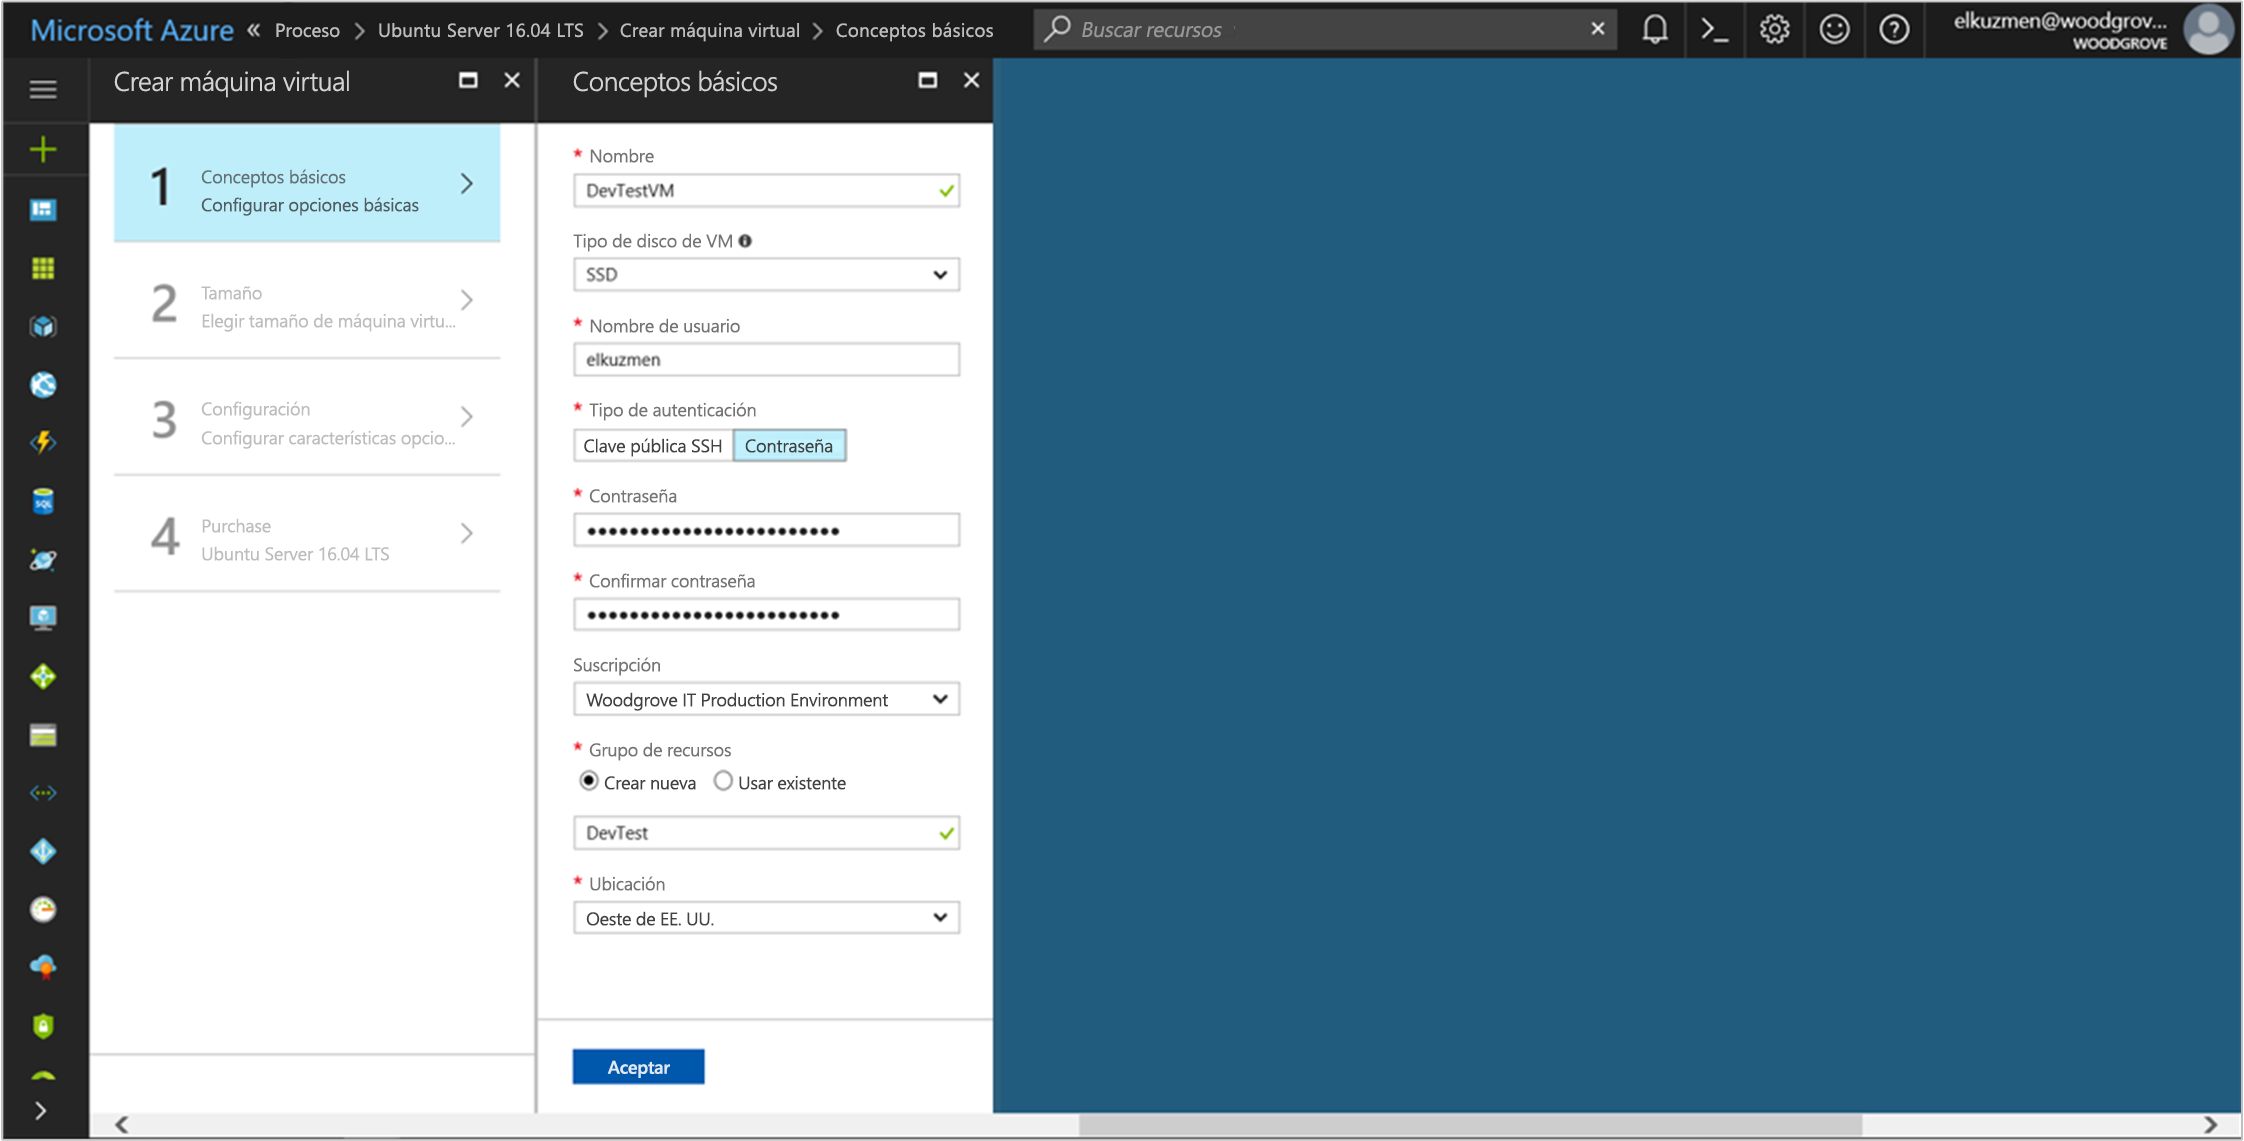 Microsoft Azure « Proceso > Ubuntu Server 16.04 LTS > Crear máquina virtual > Conceptos básicos
Buscar recursos
elkuzmen@woodgrov...
WOODGROVE
Crear máquina virtual
1
Conceptos básicos
Configurar opciones básicas
2
Tamaño
Elegir tamaño de máquina virtu...
3
Configuración
Configurar características opcio...
4
Purchase
Ubuntu Server 16.04 LTS
Conceptos básicos
* Nombre
DevTestVM
Tipo de disco de VM
SSD
* Nombre de usuario
elkuzmen
* Tipo de autenticación
Clave pública SSH Contraseña
* Contraseña
* Confirmar contraseña
Suscripción
Woodgrove IT Production Environment
* Grupo de recursos
Crear nueva Usar existente
DevTest
* Ubicación
Oeste de EE. UU.
Aceptar
SQL